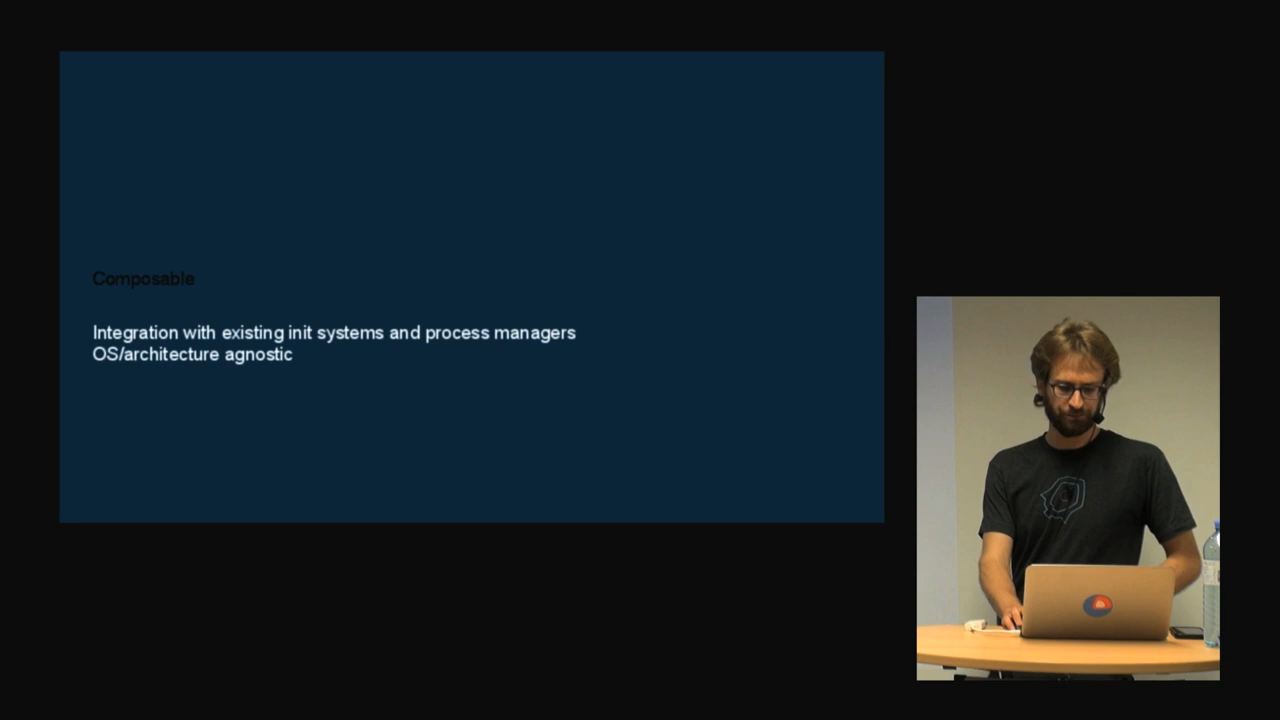 Composable
Integration with existing init systems and process managers
OS/architecture agnostic